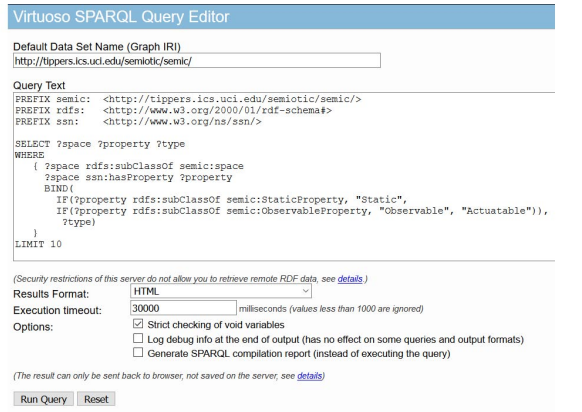 Virtuoso SPARQL Query Editor
Default Data Set Name (Graph IRI)
http://tippers.ics.uci.edu/semiotic/semic/
Query Text
PREFIX semic: <http://tippers.ics.uci.edu/semiotic/semic/>
PREFIX rdfs: <http://www.w3.org/2000/01/rdf-schema#>
PREFIX ssn: <http://www.w3.org/ns/ssn/>
SELECT ?space ?property ?type
WHERE
{ ?space rdfs:subClassOf semic:space
?space ssn:hasProperty ?property
BIND(
IF(?property rdfs:subClassOf semic:StaticProperty, "Static",
IF(?property rdfs:subClassOf semic:ObservableProperty, "Observable", "Actuatable")),
?type)
}
LIMIT 10
(Security restrictions of this server do not allow you to retrieve remote RDF data, see details.)
Results Format: HTML
Execution timeout: 30000 milliseconds (values less than 1000 are ignored)
Options: Strict checking of void variables
Log debug info at the end of output (has no effect on some queries and output formats)
Generate SPARQL compilation report (instead of executing the query)
(The result can only be sent back to browser, not saved on the server, see details)
Run Query Reset